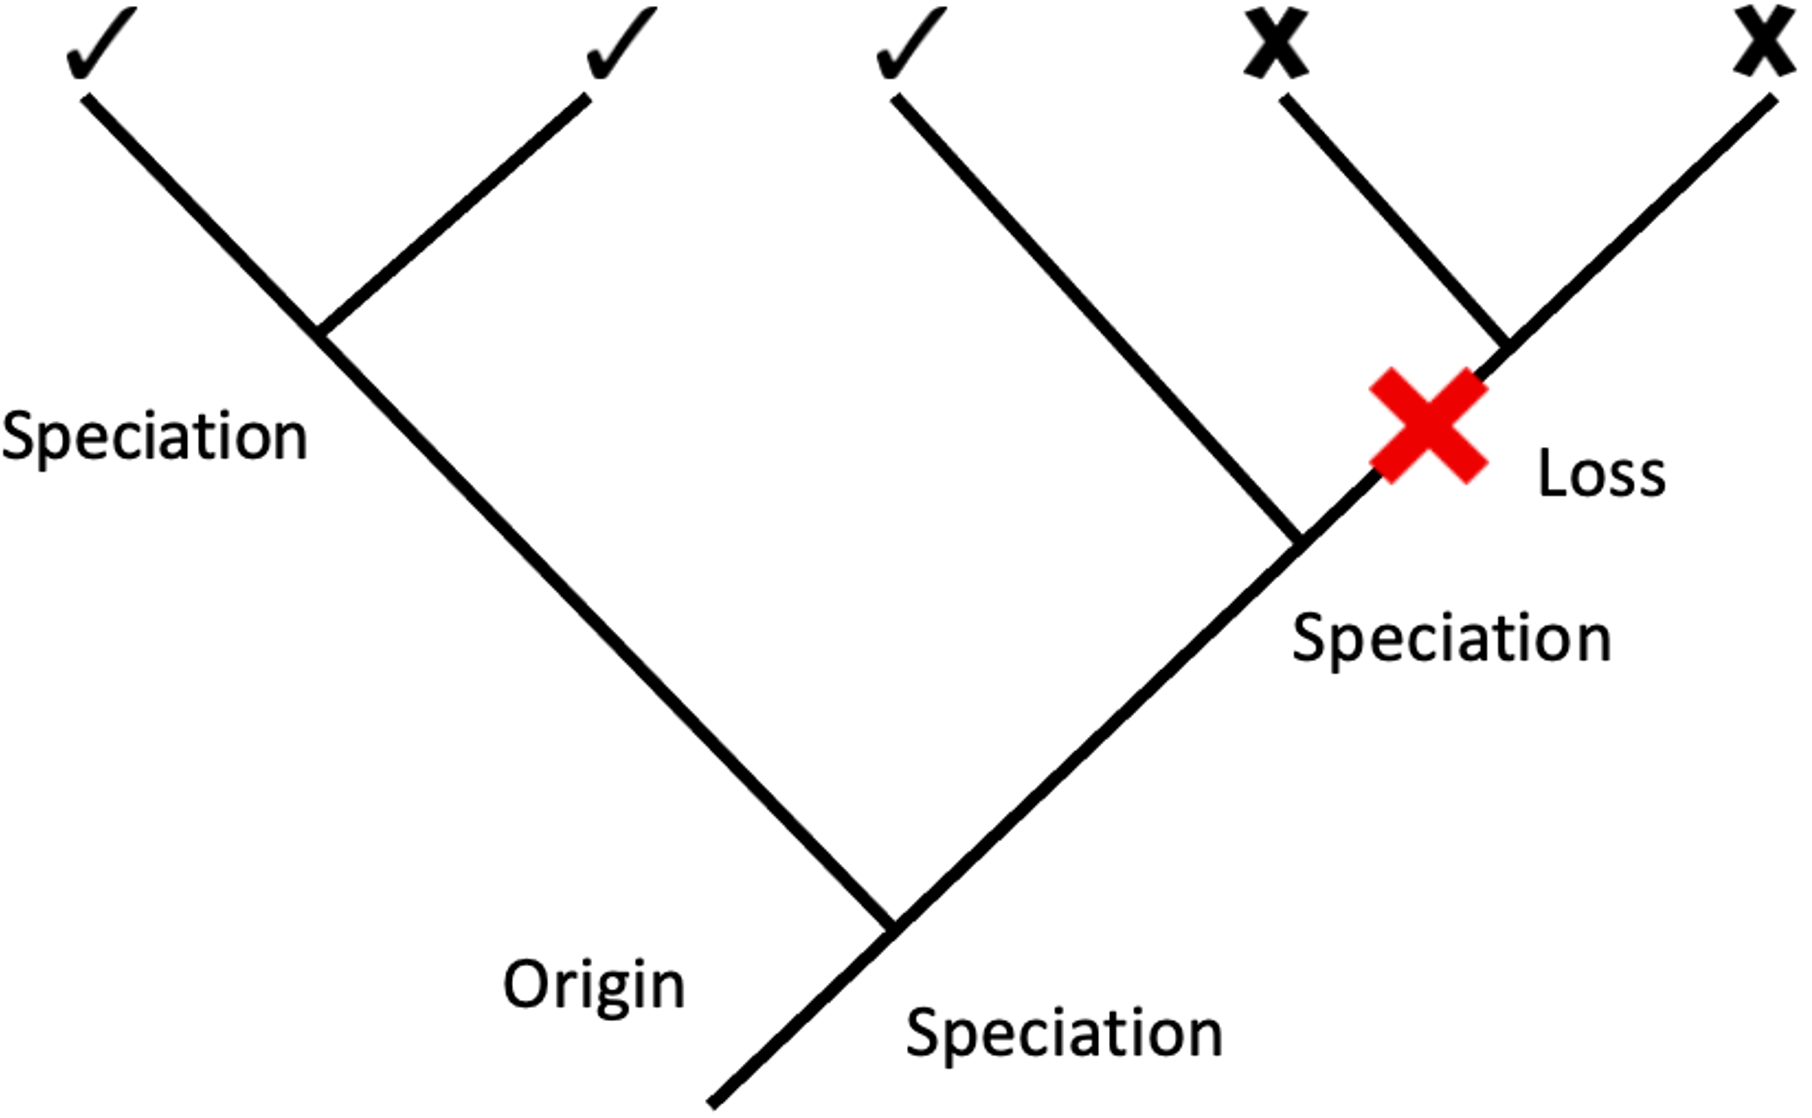 ✓ ✓ ✓ ✗ ✗
Speciation
Loss
Speciation
Origin
Speciation